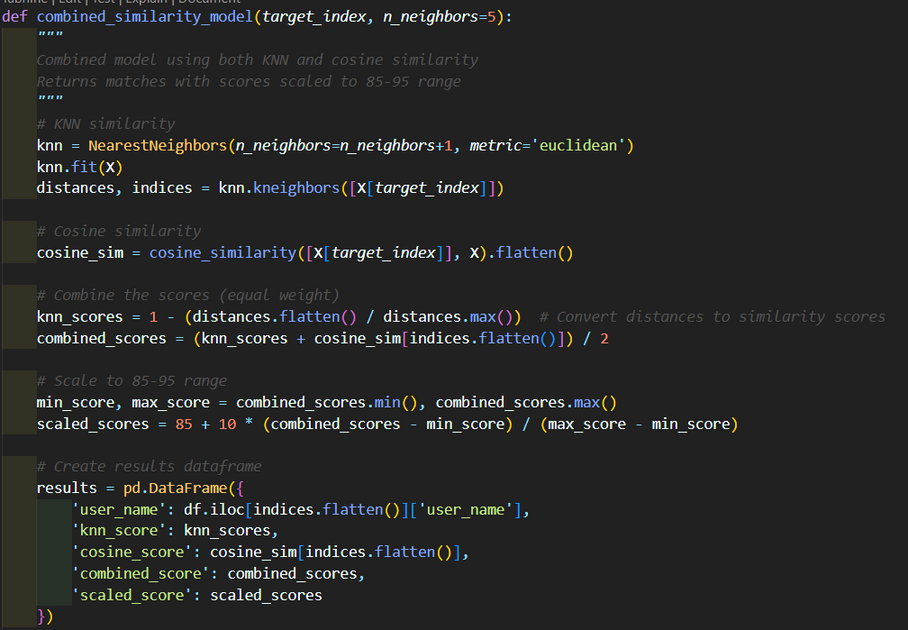 Tabnine | Edit | Test | Explain | Document
def combined_similarity_model(target_index, n_neighbors=5):
    """
    Combined model using both KNN and cosine similarity
    Returns matches with scores scaled to 85-95 range
    """
    # KNN similarity
    knn = NearestNeighbors(n_neighbors=n_neighbors+1, metric='euclidean')
    knn.fit(X)
    distances, indices = knn.kneighbors([X[target_index]])
    # Cosine similarity
    cosine_sim = cosine_similarity([X[target_index]], X).flatten()
    # Combine the scores (equal weight)
    knn_scores = 1 - (distances.flatten() / distances.max())  # Convert distances to similarity scores
    combined_scores = (knn_scores + cosine_sim[indices.flatten()]) / 2
    # Scale to 85-95 range
    min_score, max_score = combined_scores.min(), combined_scores.max()
    scaled_scores = 85 + 10 * (combined_scores - min_score) / (max_score - min_score)
    # Create results dataframe
    results = pd.DataFrame({
        'user_name': df.iloc[indices.flatten()]['user_name'],
        'knn_score': knn_scores,
        'cosine_score': cosine_sim[indices.flatten()],
        'combined_score': combined_scores,
        'scaled_score': scaled_scores
    })